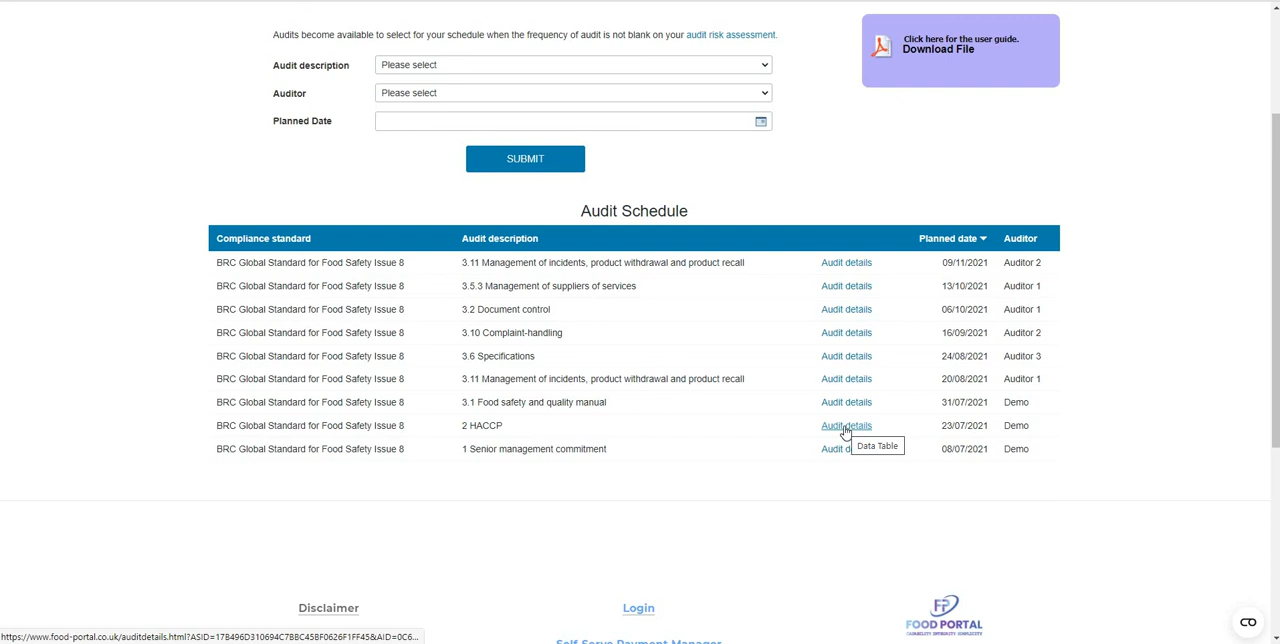 Audits become available to select for your schedule when the frequency of audit is not blank on your audit risk assessment.
Click here for the user guide.
Download File
Audit description Please select
Auditor Please select
Planned Date
SUBMIT
Audit Schedule
Compliance standard Audit description Planned date Auditor
BRC Global Standard for Food Safety Issue 8 3.11 Management of incidents, product withdrawal and product recall Audit details 09/11/2021 Auditor 2
BRC Global Standard for Food Safety Issue 8 3.5.3 Management of suppliers of services Audit details 13/10/2021 Auditor 1
BRC Global Standard for Food Safety Issue 8 3.2 Document control Audit details 06/10/2021 Auditor 1
BRC Global Standard for Food Safety Issue 8 3.10 Complaint-handling Audit details 16/09/2021 Auditor 2
BRC Global Standard for Food Safety Issue 8 3.6 Specifications Audit details 24/08/2021 Auditor 3
BRC Global Standard for Food Safety Issue 8 3.11 Management of incidents, product withdrawal and product recall Audit details 20/08/2021 Auditor 1
BRC Global Standard for Food Safety Issue 8 3.1 Food safety and quality manual Audit details 31/07/2021 Demo
BRC Global Standard for Food Safety Issue 8 2 HACCP Audit details 23/07/2021 Demo
Data Table
BRC Global Standard for Food Safety Issue 8 1 Senior management commitment Audit d 08/07/2021 Demo
Disclaimer Login
FP
FOOD PORTAL
CAPABILITY INTEGRITY SIMPLICITY
Self-Serve Payment Manager
https://www.food-portal.co.uk/auditdetails.html?ASID=17B496D310694C7BBC45BF0626F1FF45&AID=0C6...